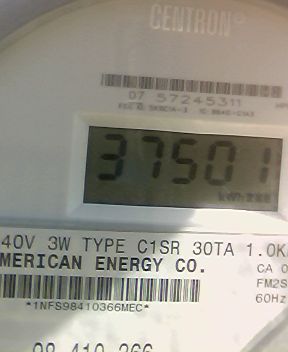 CENTRON
07 57245311
37501
40V 3W TYPE C1SR 30TA 1.0K
MERICAN ENERGY CO.
CA 0
FM2S
60Hz
*1NFS98410366MEC*
98 410 366